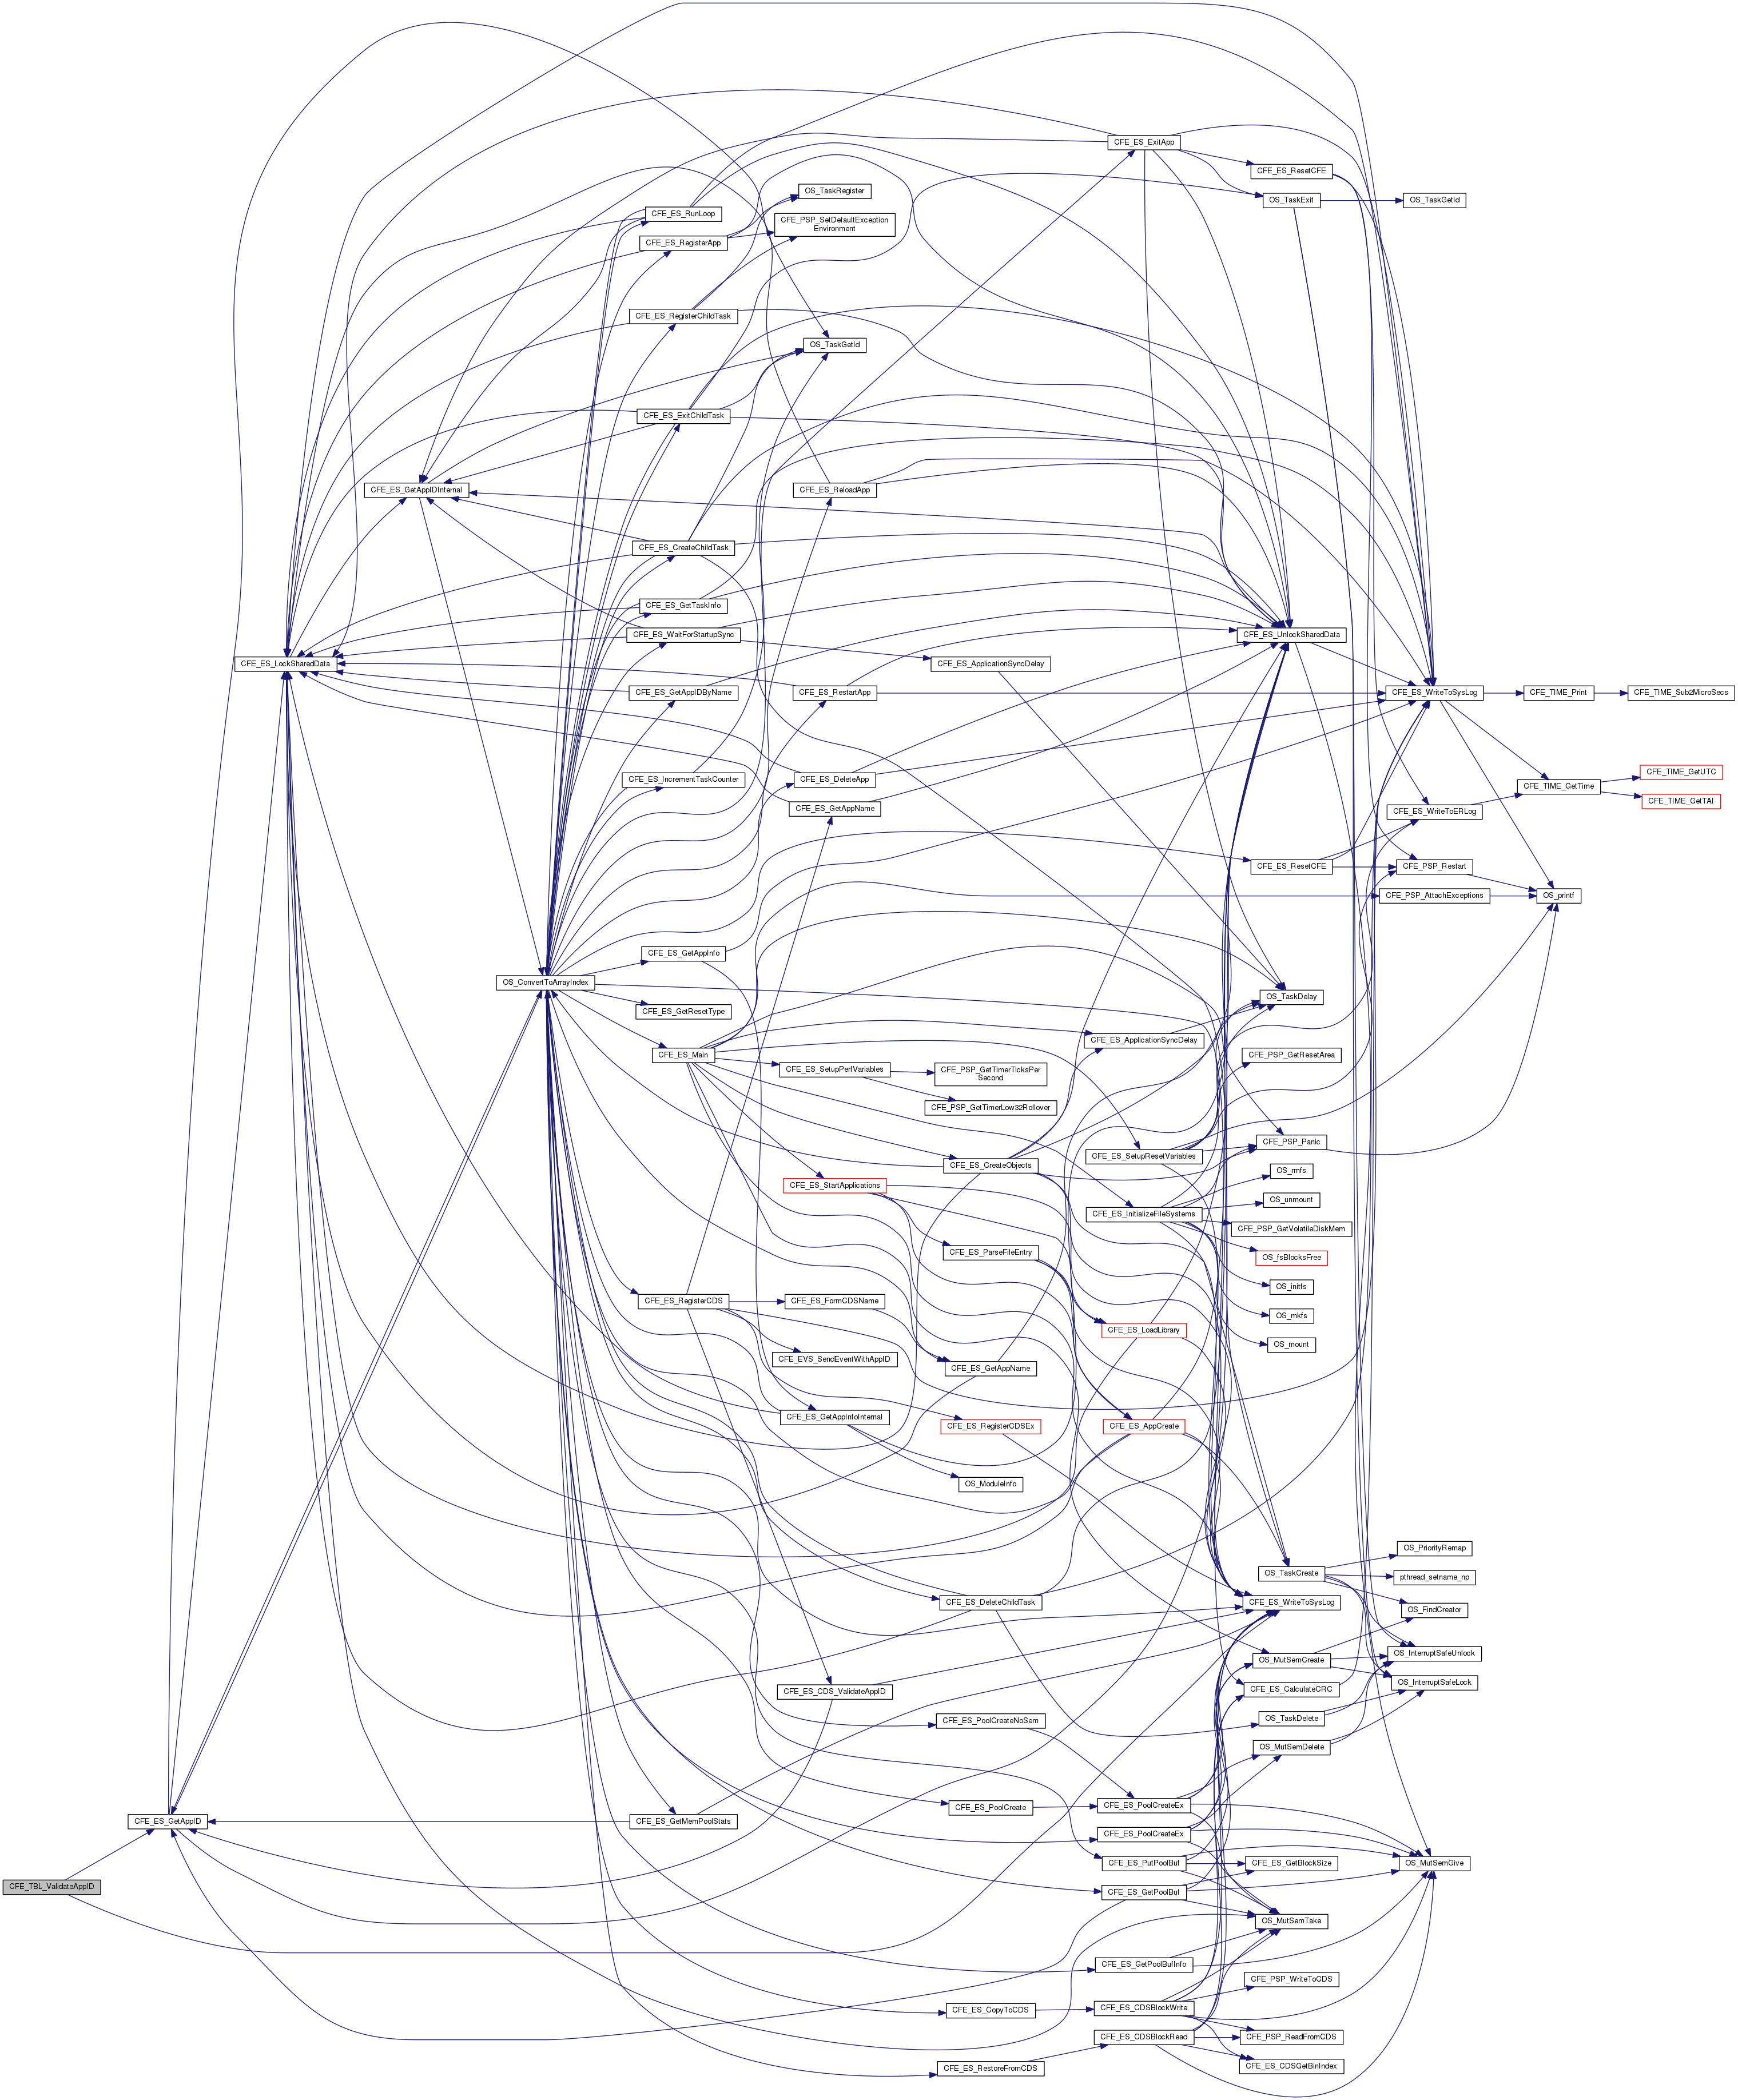 CFE_ES_ExitApp
CFE_ES_ResetCFE
OS_TaskRegister
OS_TaskExit
OS_TaskGetId
CFE_ES_RunLoop
CFE_PSP_SetDefaultException
Environment
CFE_ES_RegisterApp
CFE_ES_RegisterChildTask
OS_TaskGetId
CFE_ES_ExitChildTask
CFE_ES_GetAppIDInternal
CFE_ES_ReloadApp
CFE_ES_CreateChildTask
CFE_ES_GetTaskInfo
CFE_ES_WaitForStartupSync
CFE_ES_UnlockSharedData
CFE_ES_LockSharedData
CFE_ES_ApplicationSyncDelay
CFE_ES_GetAppIDByName
CFE_ES_RestartApp
CFE_ES_WriteToSysLog
CFE_TIME_Print
CFE_TIME_Sub2MicroSecs
CFE_TIME_GetUTC
CFE_ES_IncrementTaskCounter
CFE_ES_DeleteApp
CFE_TIME_GetTime
CFE_TIME_GetTAI
CFE_ES_GetAppName
CFE_ES_WriteToERLog
CFE_ES_ResetCFE
CFE_PSP_Restart
CFE_PSP_AttachExceptions
OS_printf
CFE_ES_GetAppInfo
OS_ConvertToArrayIndex
OS_TaskDelay
CFE_ES_GetResetType
CFE_ES_ApplicationSyncDelay
CFE_ES_Main
CFE_PSP_GetResetArea
CFE_ES_SetupPerfVariables
CFE_PSP_GetTimerTicksPer
Second
CFE_PSP_GetTimerLow32Rollover
CFE_PSP_Panic
CFE_ES_SetupResetVariables
CFE_ES_CreateObjects
OS_rmfs
CFE_ES_StartApplications
OS_unmount
CFE_ES_InitializeFileSystems
CFE_PSP_GetVolatileDiskMem
CFE_ES_ParseFileEntry
OS_fsBlocksFree
OS_initfs
CFE_ES_RegisterCDS
CFE_ES_FormCDSName
OS_mkfs
CFE_ES_LoadLibrary
OS_mount
CFE_EVS_SendEventWithAppID
CFE_ES_GetAppName
CFE_ES_GetAppInfoInternal
CFE_ES_RegisterCDSEx
CFE_ES_AppCreate
OS_ModuleInfo
OS_PriorityRemap
OS_TaskCreate
pthread_setname_np
CFE_ES_DeleteChildTask
CFE_ES_WriteToSysLog
OS_FindCreator
OS_MutSemCreate
OS_InterruptSafeUnlock
OS_InterruptSafeLock
CFE_ES_CDS_ValidateAppID
CFE_ES_CalculateCRC
CFE_ES_PoolCreateNoSem
OS_TaskDelete
OS_MutSemDelete
CFE_ES_PoolCreate
CFE_ES_PoolCreateEx
CFE_ES_GetAppID
CFE_ES_GetMemPoolStats
CFE_ES_PoolCreateEx
CFE_ES_PutPoolBuf
CFE_ES_GetBlockSize
OS_MutSemGive
CFE_TBL_ValidateAppID
CFE_ES_GetPoolBuf
OS_MutSemTake
CFE_ES_GetPoolBufInfo
CFE_PSP_WriteToCDS
CFE_ES_CopyToCDS
CFE_ES_CDSBlockWrite
CFE_ES_CDSBlockRead
CFE_PSP_ReadFromCDS
CFE_ES_RestoreFromCDS
CFE_ES_CDSGetBinIndex